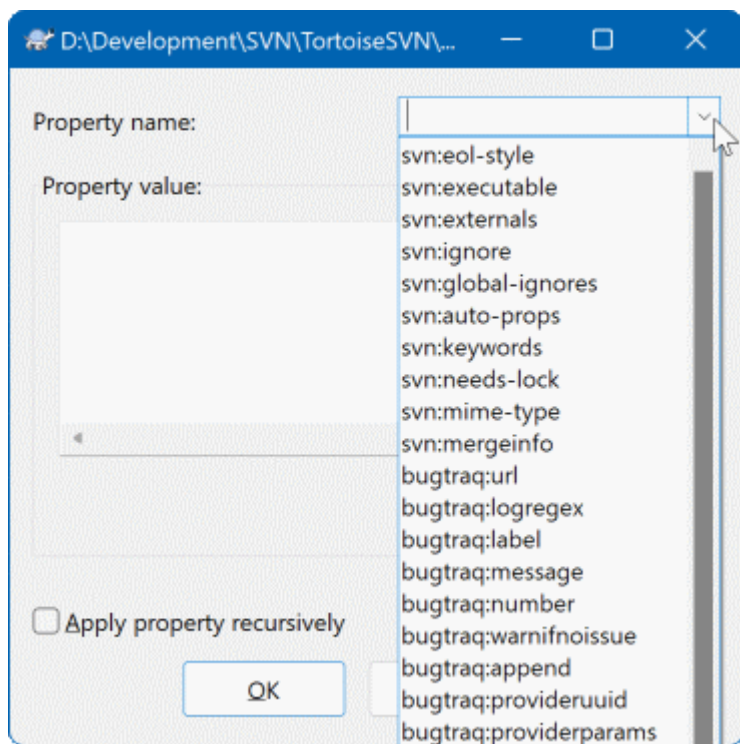 D:\Development\SVN\TortoiseSVN\...
Property name:
svn:eol-style
Property value:
svn:executable
svn:externals
svn:ignore
svn:global-ignores
svn:auto-props
svn:keywords
svn:needs-lock
svn:mime-type
svn:mergeinfo
bugtraq:url
bugtraq:logregex
bugtraq:label
bugtraq:message
bugtraq:number
Apply property recursively
bugtraq:warnifnoissue
bugtraq:append
OK
bugtraq:provideruuid
bugtraq:providerparams